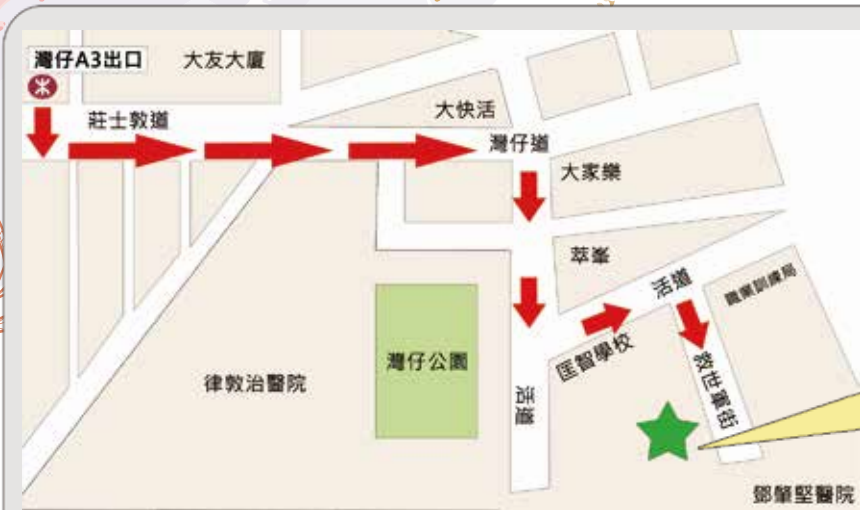 灣仔A3出口
大友大廈
莊士敦道
大快活
灣仔道
大家樂
萃峯
活道
職業訓練局
匡智學校
救世軍街
灣仔公園
律敦治醫院
活道
鄧肇堅醫院